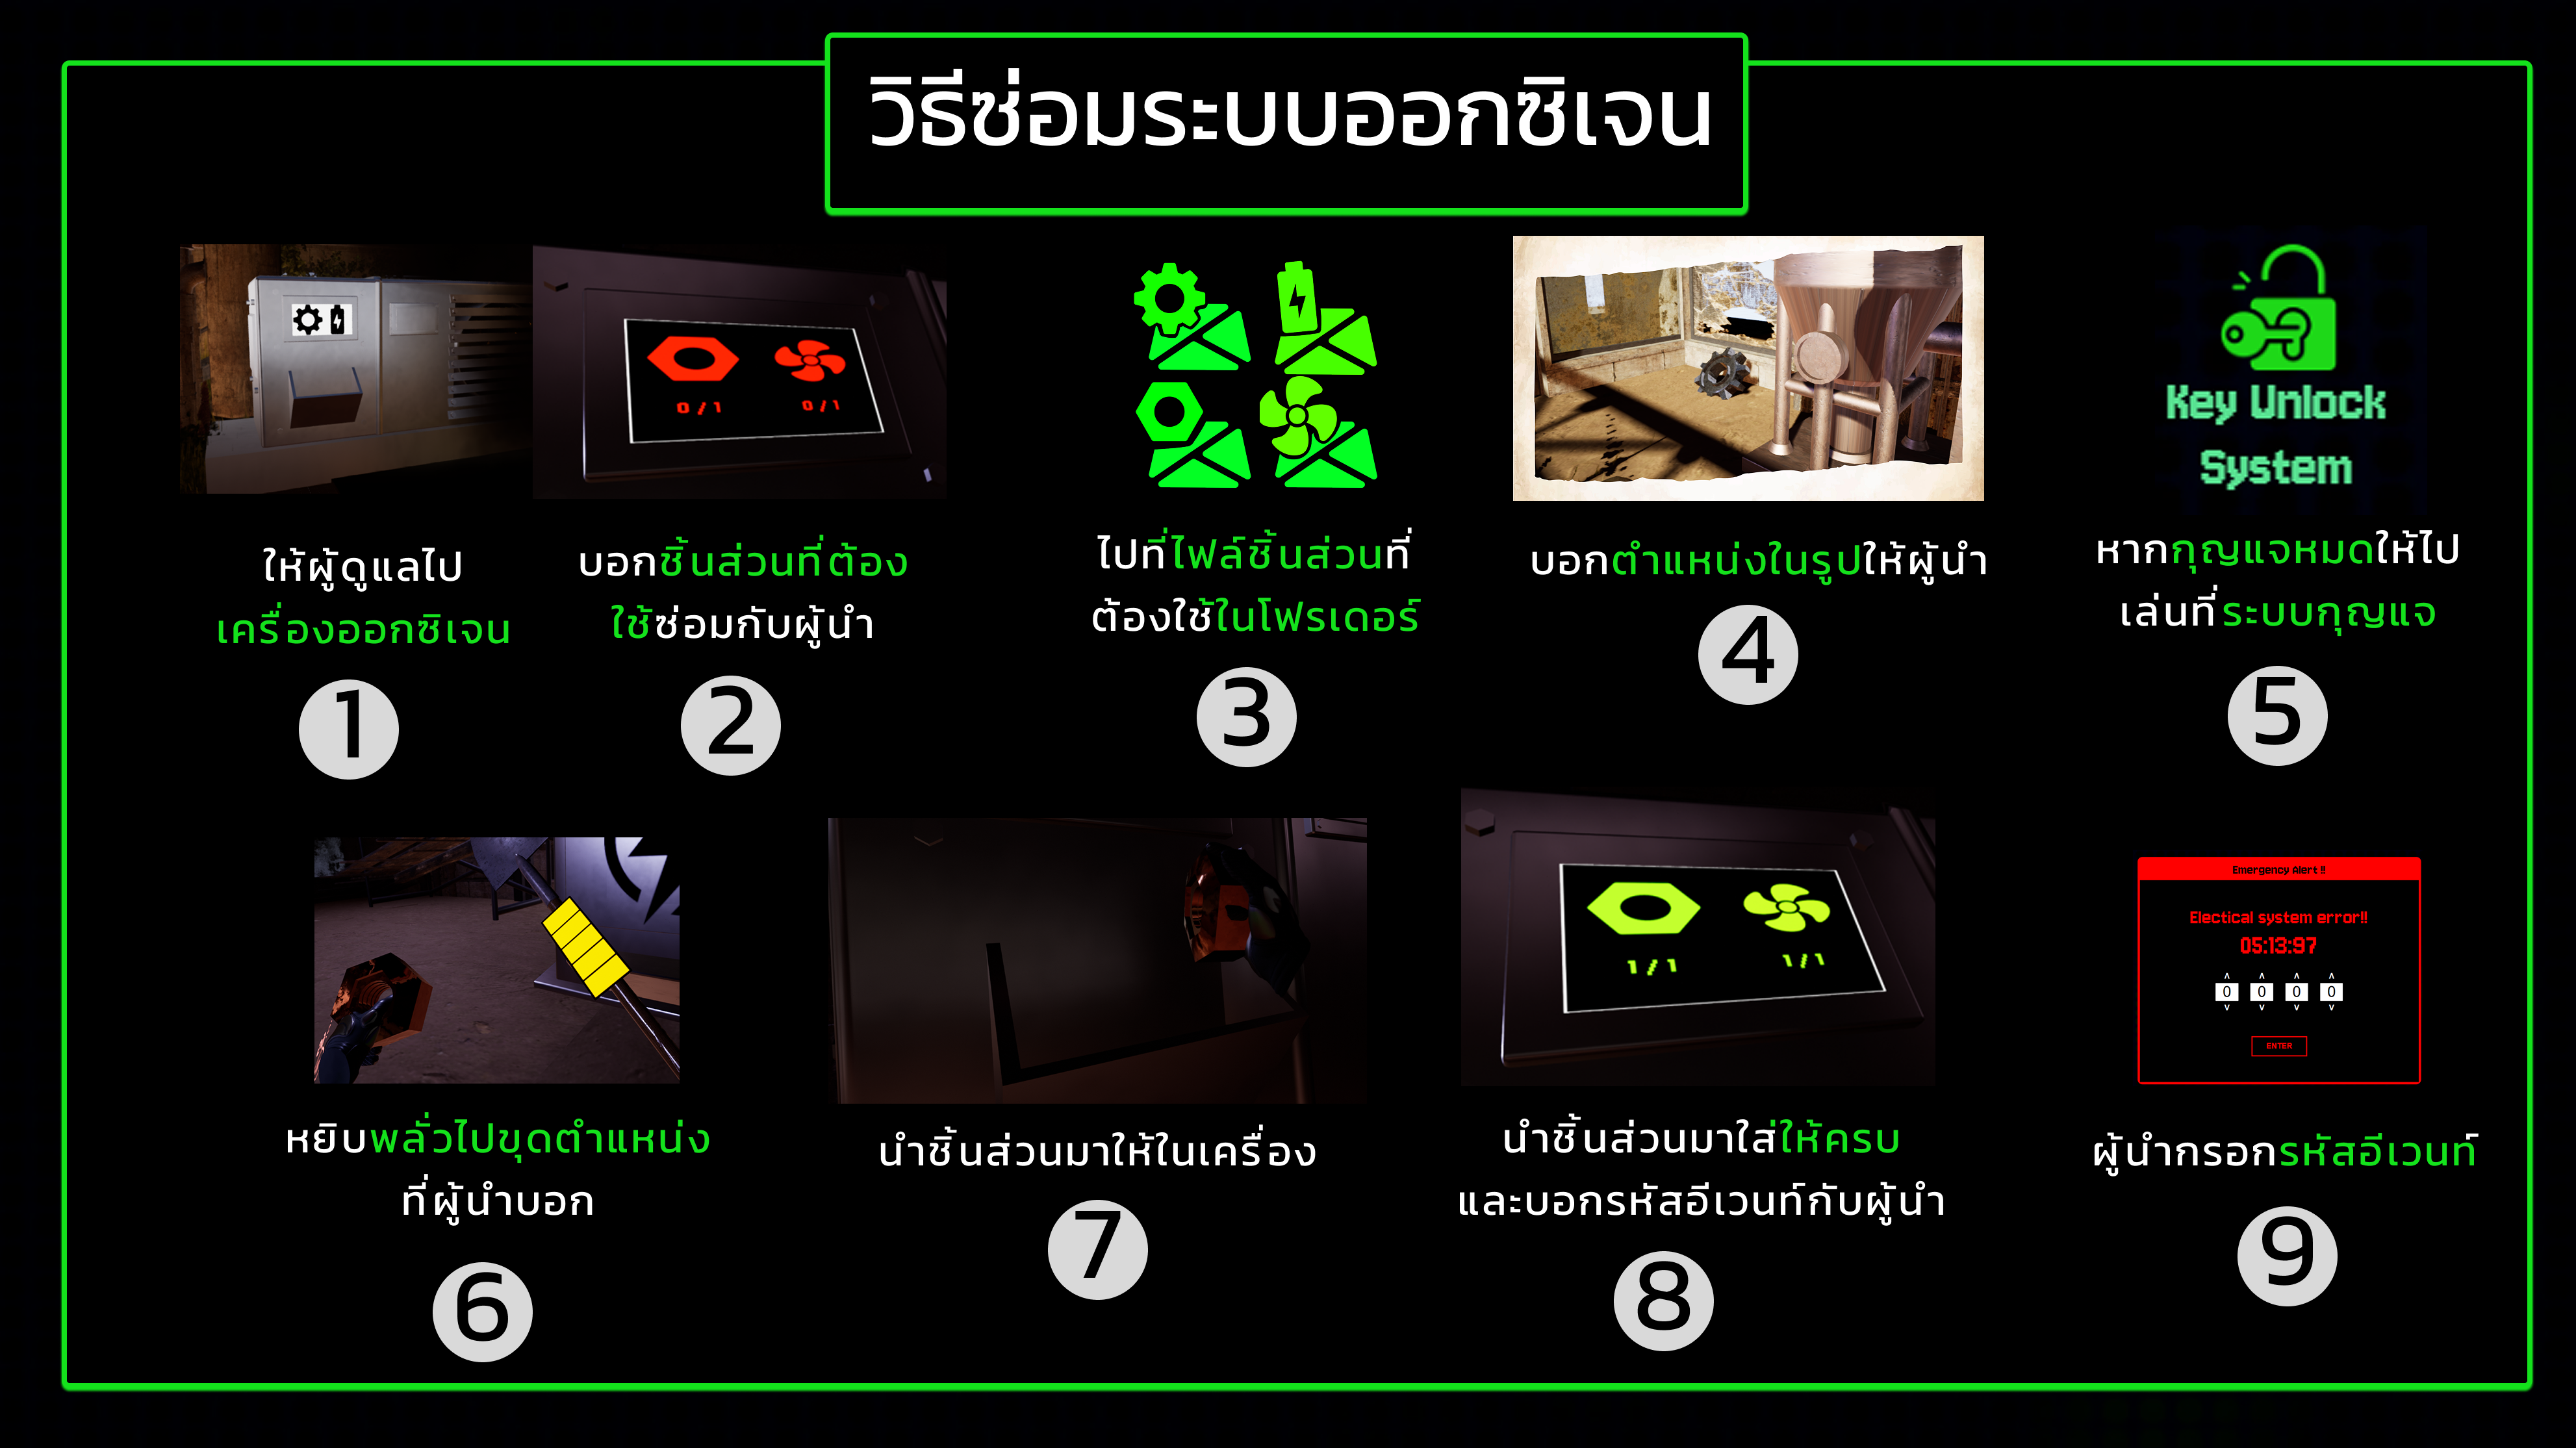 วิธีซ่อมระบบออกซิเจน
0/1 0/1
Key Unlock
System
ให้ผู้ดูแลไป
เครื่องออกซิเจน
1
บอกชิ้นส่วนที่ต้อง
ใช้ซ่อมกับผู้นำ
2
ไปที่ไฟล์ชิ้นส่วนที่
ต้องใช้ในโฟรเดอร์
3
บอกตำแหน่งในรูปให้ผู้นำ
4
หากกุญแจหมดให้ไป
เล่นที่ระบบกุญแจ
5
หยิบพลั่วไปขุดตำแหน่ง
ที่ผู้นำบอก
6
นำชิ้นส่วนมาให้ในเครื่อง
7
1/1 1/1
นำชิ้นส่วนมาใส่ให้ครบ
และบอกรหัสอีเวนท์กับผู้นำ
8
Emergency Alert !!
Electical system error!!
05:13:97
0 0 0 0
ENTER
ผู้นำกรอกรหัสอีเวนท์
9